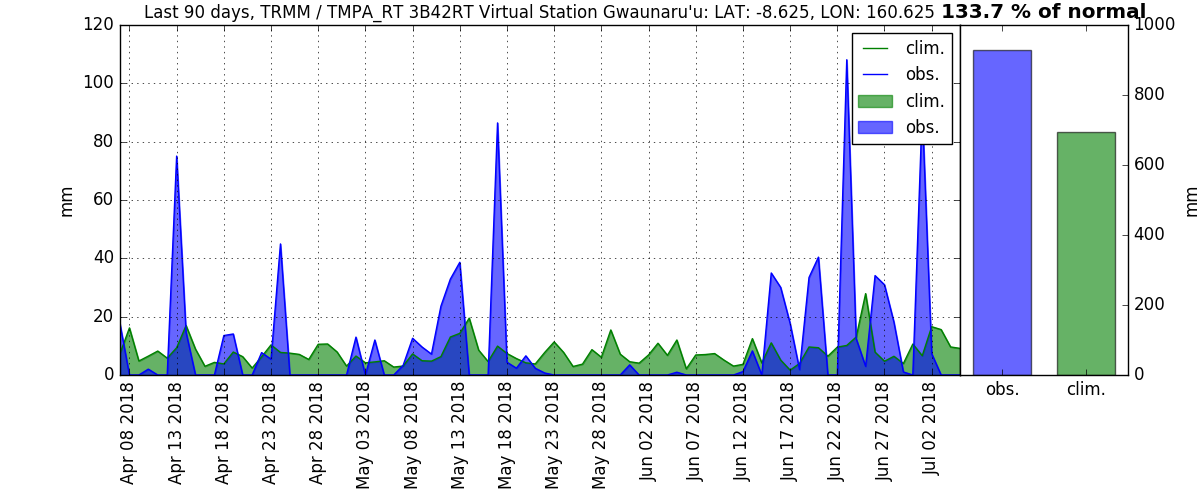 Last 90 days, TRMM / TMPA_RT 3B42RT Virtual Station Gwaunaru'u: LAT: -8.625, LON: 160.625 133.7 % of normal
120
100
80
60
40
20
0
mm
clim.
obs.
clim.
obs.
1000
800
600
400
200
0
mm
obs.
clim.
Apr 08 2018
Apr 13 2018
Apr 18 2018
Apr 23 2018
Apr 28 2018
May 03 2018
May 08 2018
May 13 2018
May 18 2018
May 23 2018
May 28 2018
Jun 02 2018
Jun 07 2018
Jun 12 2018
Jun 17 2018
Jun 22 2018
Jun 27 2018
Jul 02 2018